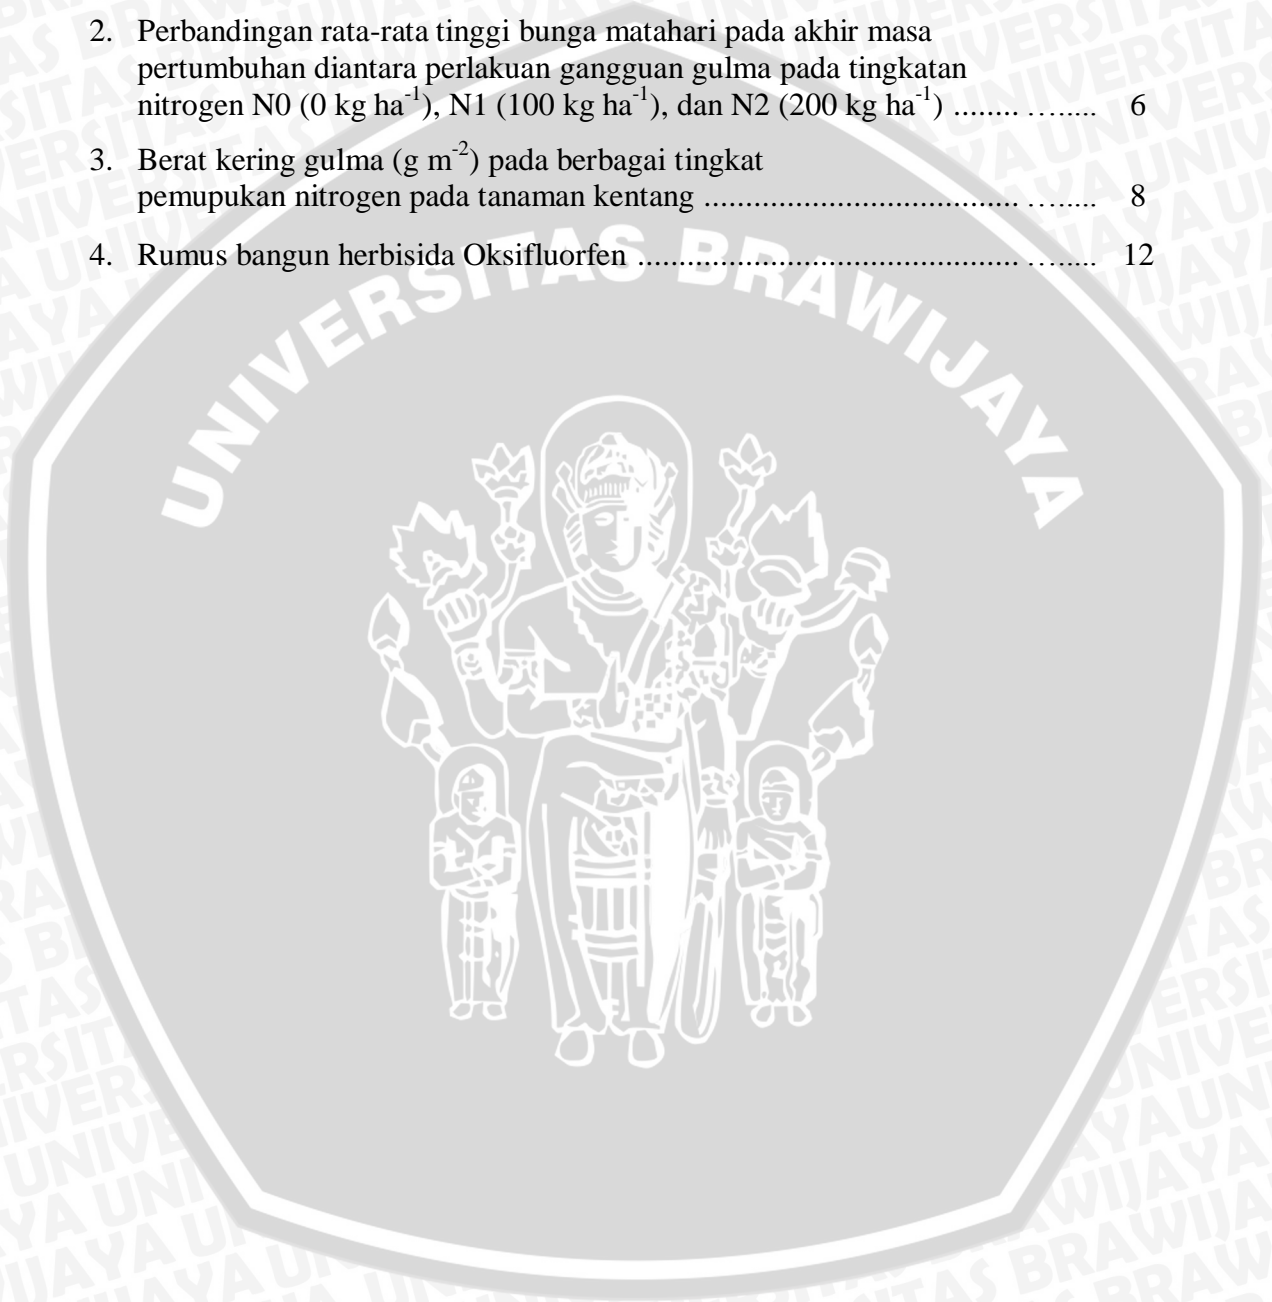 2. Perbandingan rata-rata tinggi bunga matahari pada akhir masa
pertumbuhan diantara perlakuan gangguan gulma pada tingkatan
nitrogen N0 (0 kg ha⁻¹), N1 (100 kg ha⁻¹), dan N2 (200 kg ha⁻¹) ........ …..... 6
3. Berat kering gulma (g m⁻²) pada berbagai tingkat
pemupukan nitrogen pada tanaman kentang ...................................... …..... 8
4. Rumus bangun herbisida Oksifluorfen .............................................. …..... 12
UNIVERSITAS BRAWIJAYA